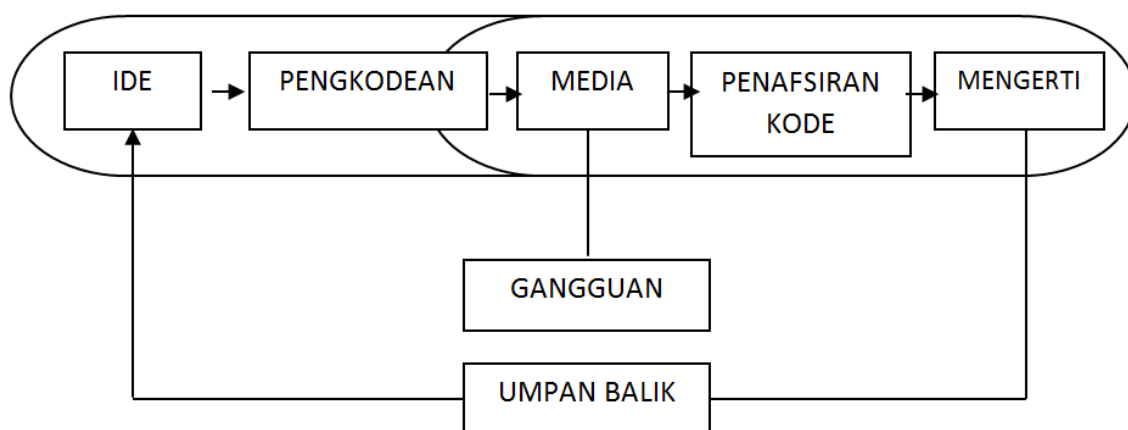 IDE
PENGKODEAN
MEDIA
PENAFSIRAN
KODE
MENGERTI
GANGGUAN
UMPAN BALIK